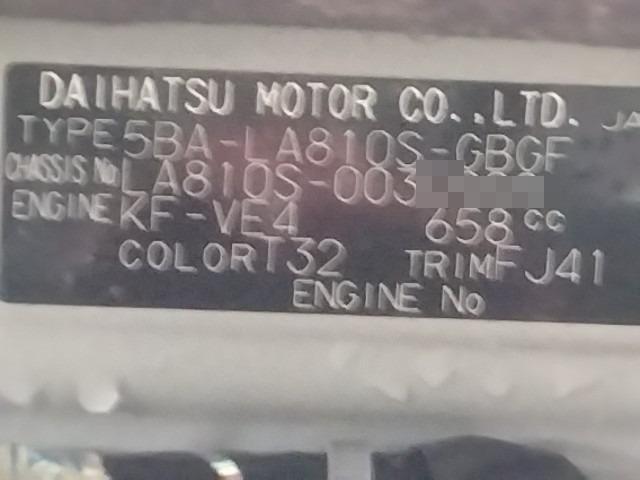 DAIHATSU MOTOR CO.,LTD. JA
TYPE 5BA-LA810S-GBGF
CHASSIS No LA810S-003
ENGINE KF-VE4 658 CC
COLOR T32 TRIM FJ41
ENGINE No